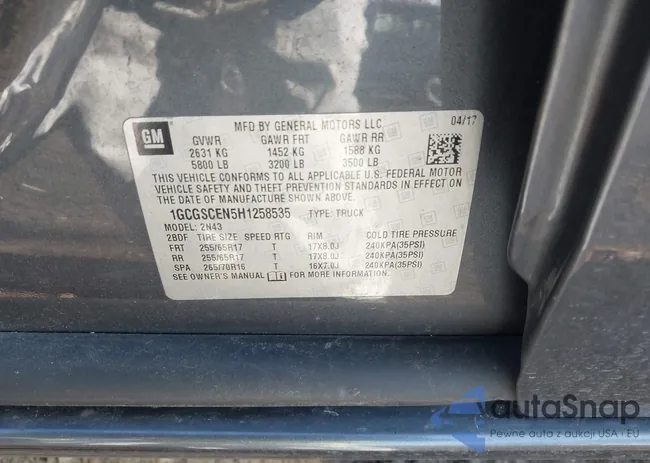 GM
MFD BY GENERAL MOTORS LLC.
04/17
GVWR GAWR FRT GAWR RR
2631 KG 1452 KG 1588 KG
5800 LB 3200 LB 3500 LB
THIS VEHICLE CONFORMS TO ALL APPLICABLE U.S. FEDERAL MOTOR
VEHICLE SAFETY AND THEFT PREVENTION STANDARDS IN EFFECT ON
THE DATE OF MANUFACTURE SHOWN ABOVE.
1GCGSCEN5H1258535 TYPE: TRUCK
MODEL: 2N43
2BDF TIRE SIZE SPEED RTG RIM COLD TIRE PRESSURE
FRT 255/65R17 T 17X8.0J 240KPA(35PSI)
RR 255/65R17 T 17X8.0J 240KPA(35PSI)
SPA 265/70R16 T 16X7.0J 240KPA(35PSI)
SEE OWNER'S MANUAL FOR MORE INFORMATION
autoSnap
Pewne auta z aukcji USA i EU